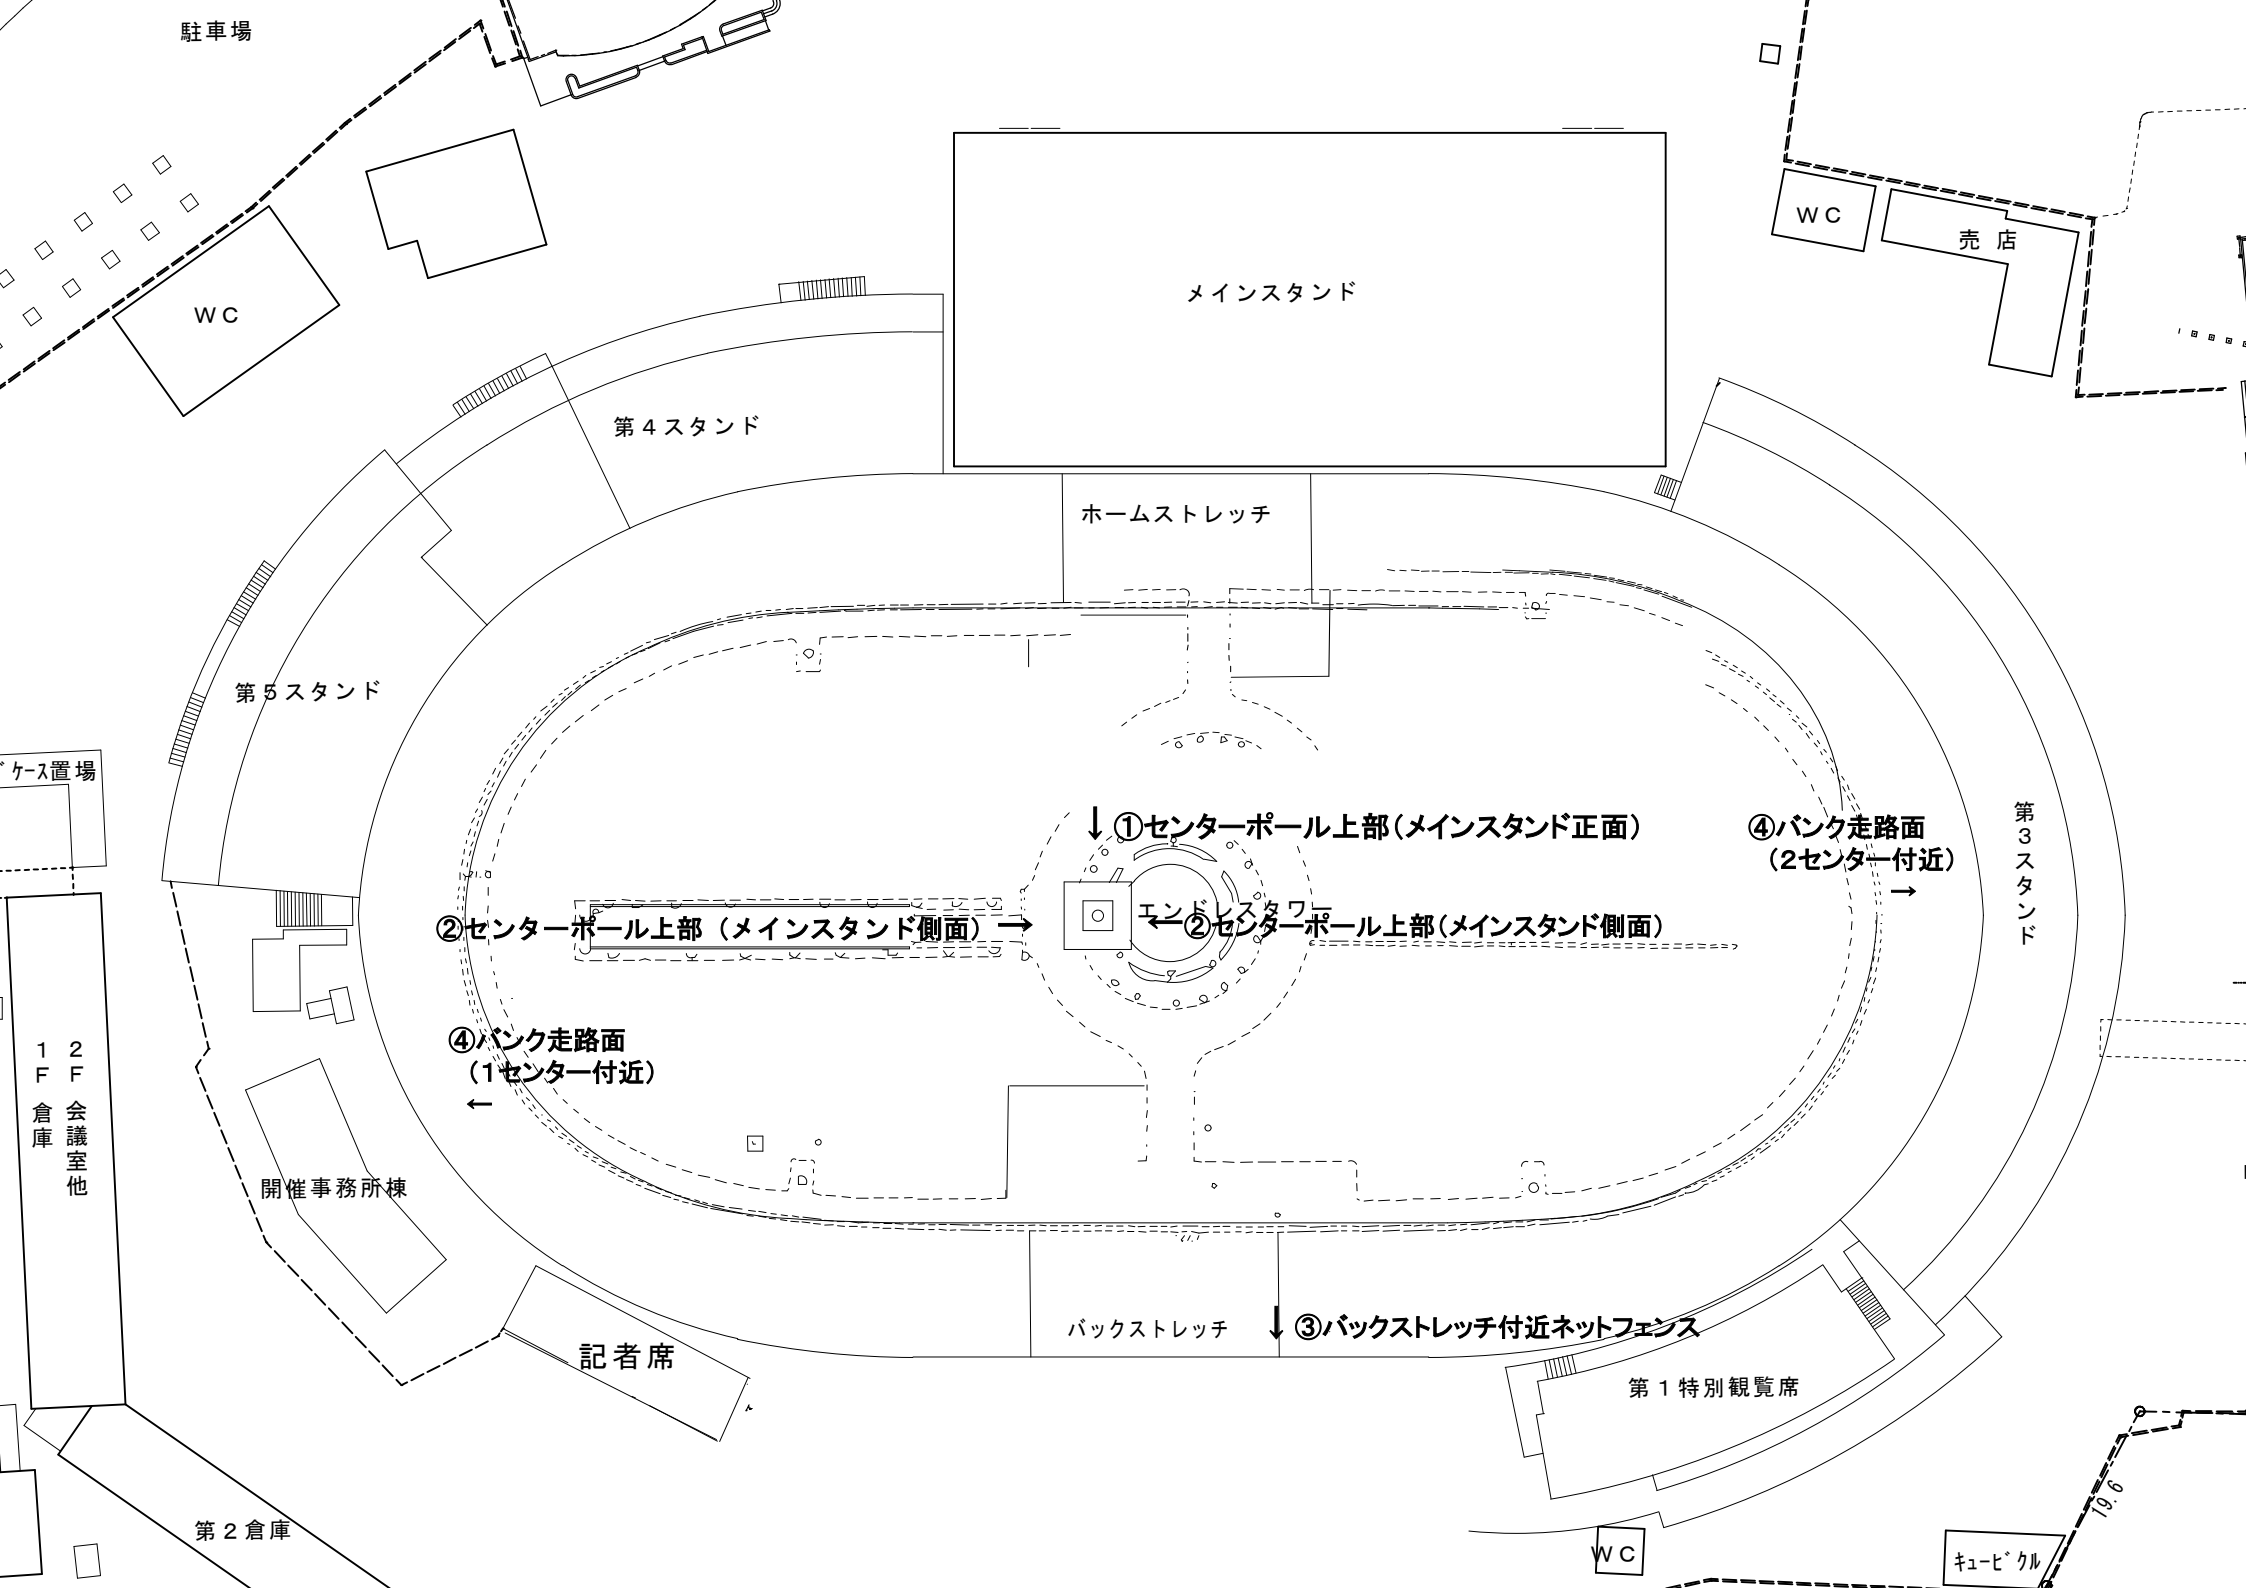 駐車場
WC
売 店
メインスタンド
WC
第4スタンド
ホームストレッチ
第5スタンド
ケース置場
①センターポール上部（メインスタンド正面）
④バンク走路面
（2センター付近）
→
第3スタンド
エンドレスタワー
②センターポール上部（メインスタンド側面）→
←②センターポール上部（メインスタンド側面）
④バンク走路面
（1センター付近）
←
2F 会議室他
1F 倉庫
開催事務所棟
↓③バックストレッチ付近ネットフェンス
バックストレッチ
記者席
第1特別観覧席
19.6
第2倉庫
WC
キュービクル